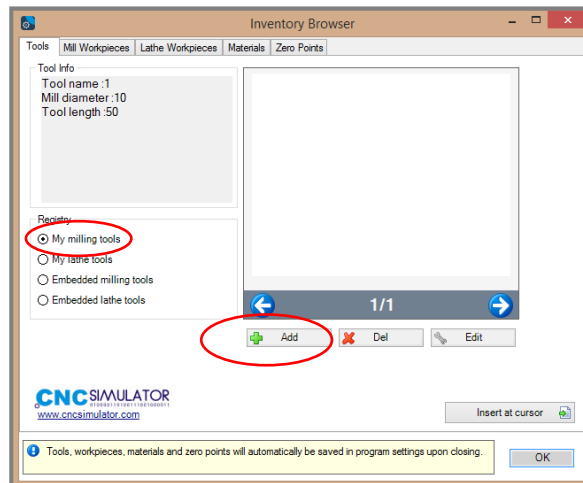 Inventory Browser
Tools Mill Workpieces Lathe Workpieces Materials Zero Points
Tool Info
Tool name :1
Mill diameter :10
Tool length :50
Registry
My milling tools
My lathe tools
Embedded milling tools
Embedded lathe tools
1/1
Add Del Edit
CNCSIMULATOR
www.cncsimulator.com
Insert at cursor
Tools, workpieces, materials and zero points will automatically be saved in program settings upon closing.
OK